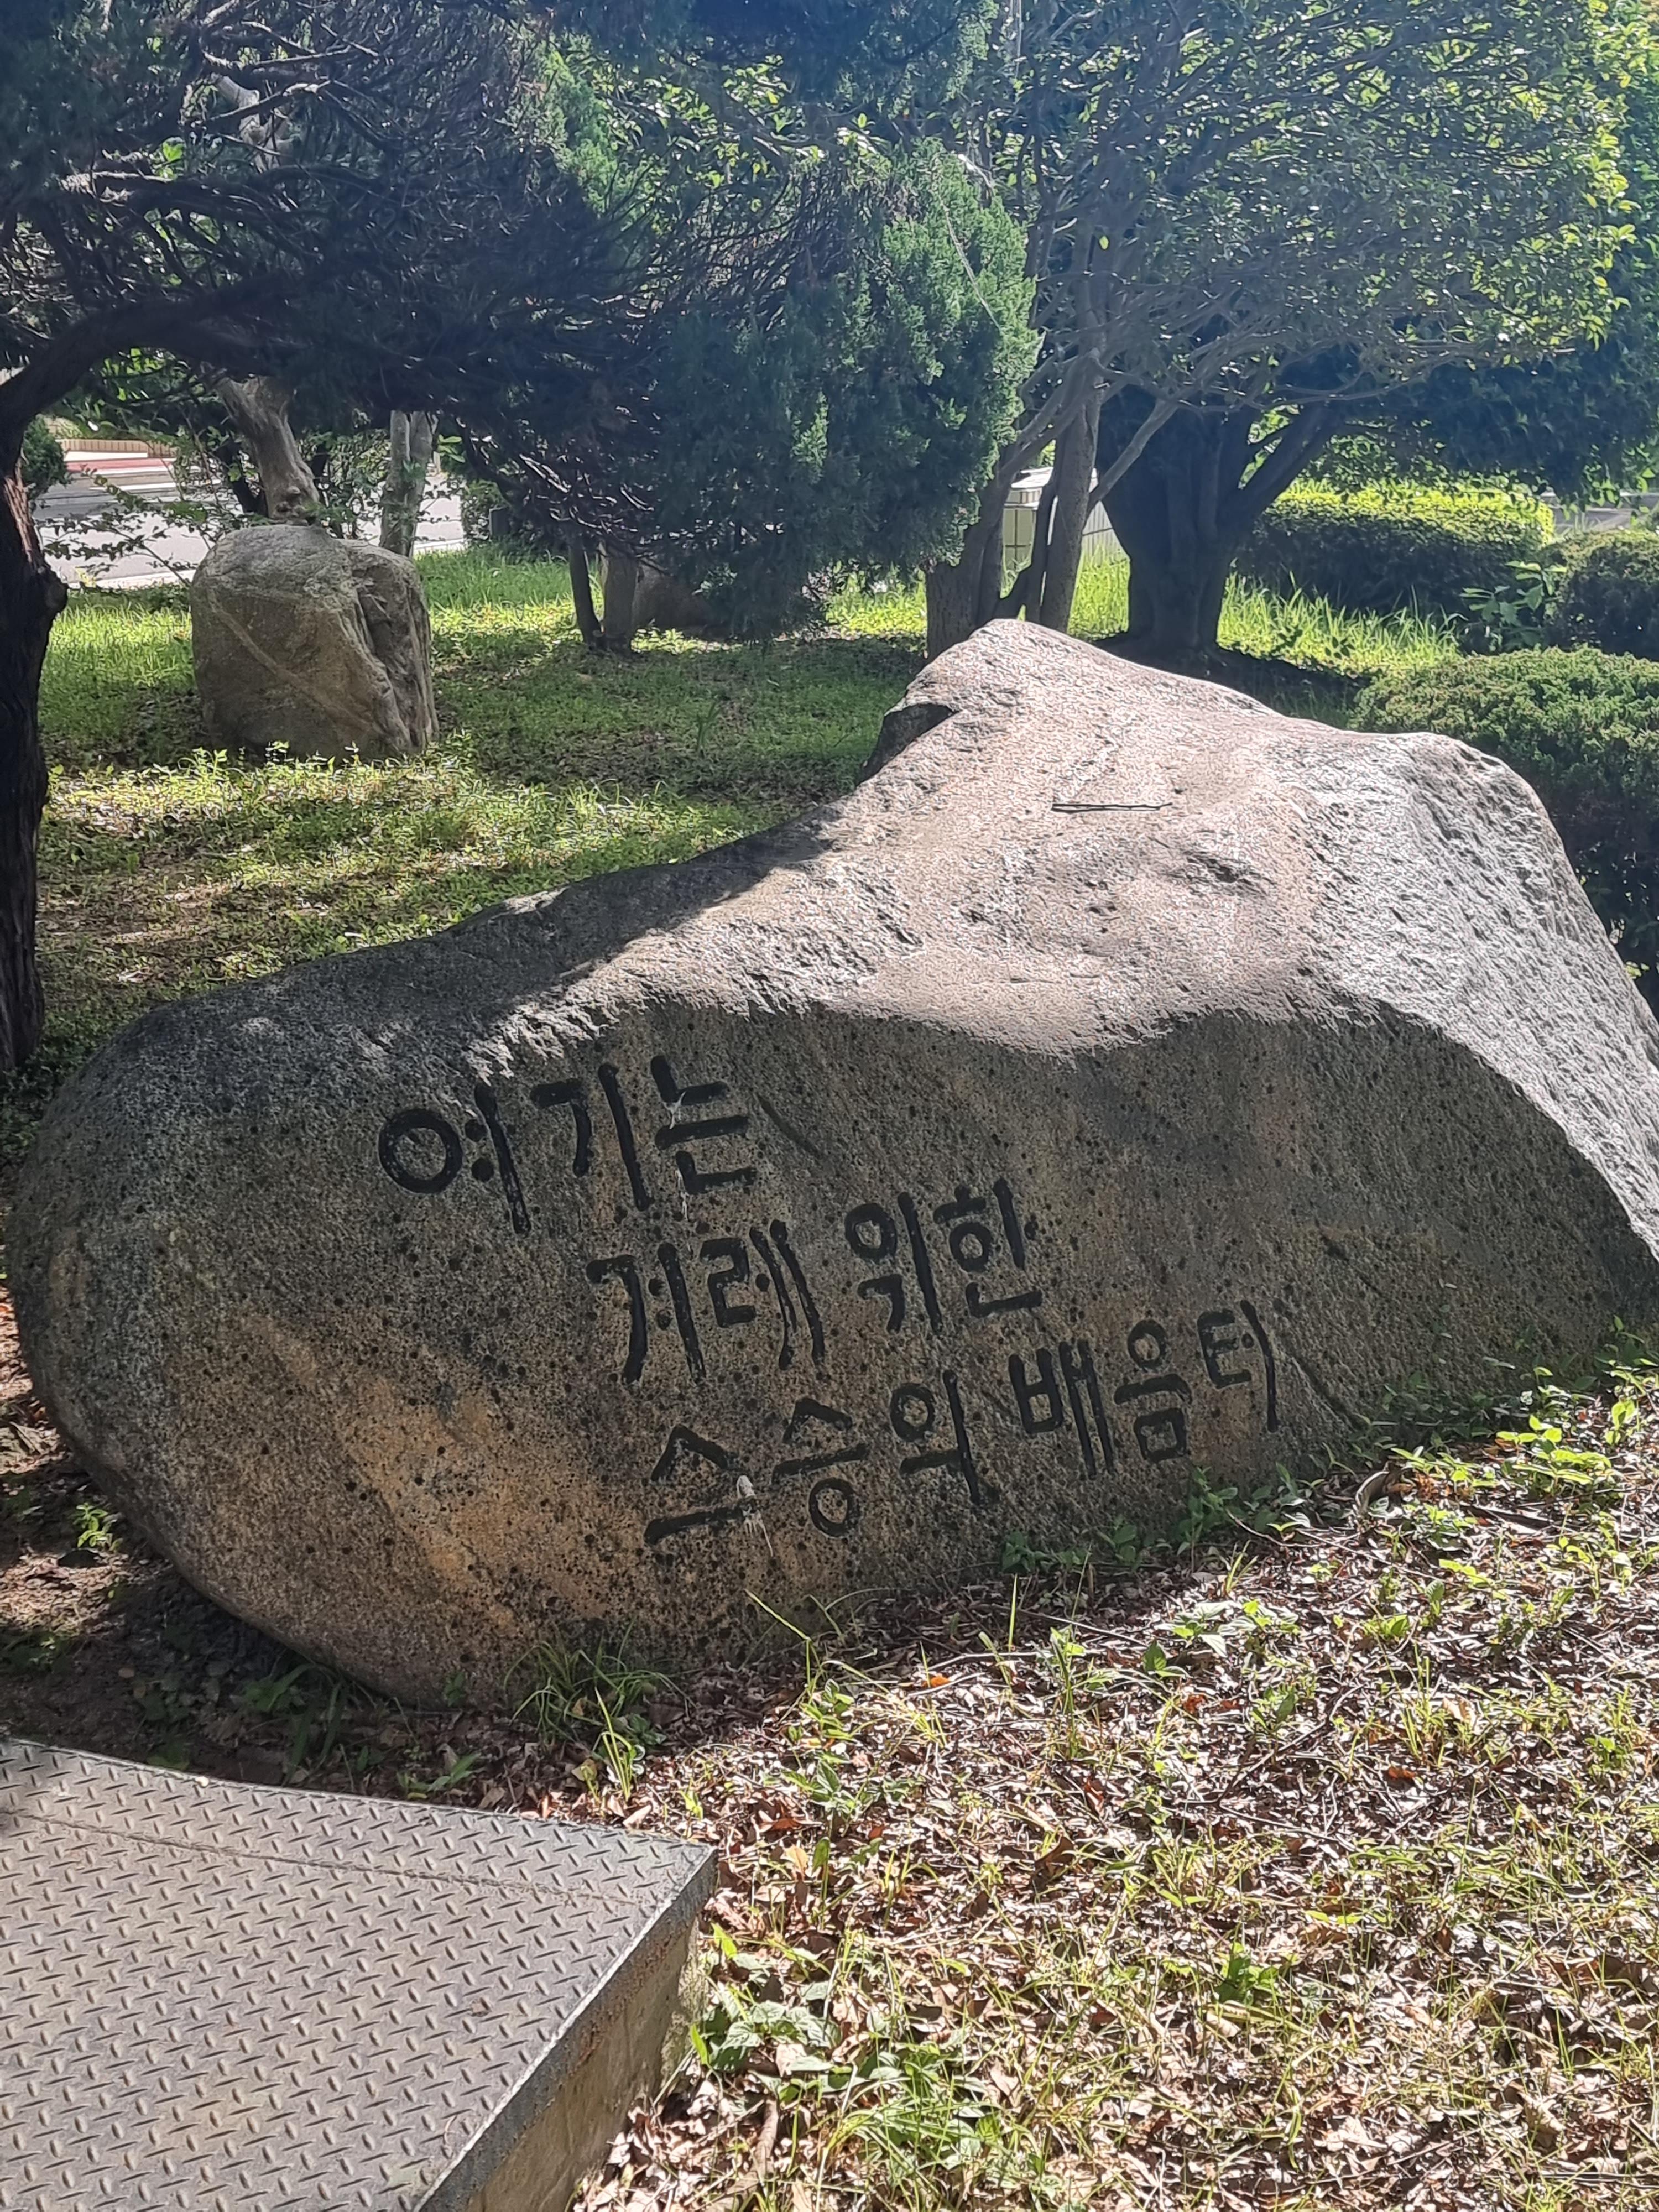 여기는
겨레 위한
스승의 배움터